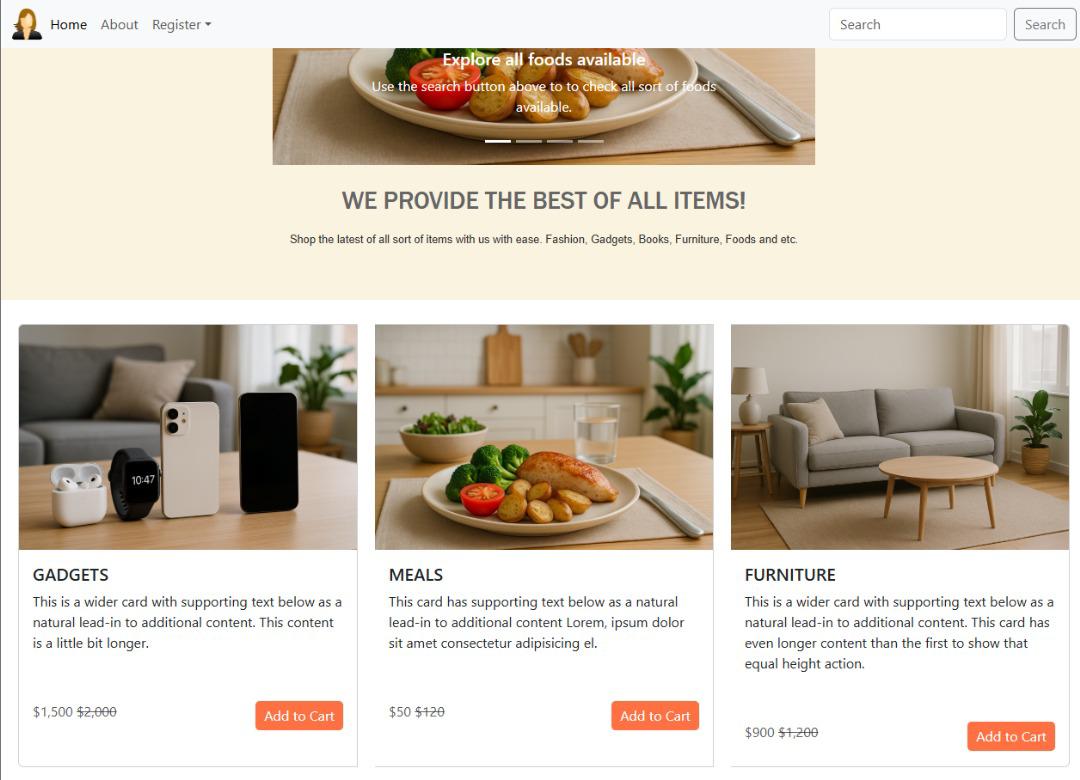 Home About Register Search Search
Explore all foods available
Use the search button above to to check all sort of foods
available.
WE PROVIDE THE BEST OF ALL ITEMS!
Shop the latest of all sort of items with us with ease. Fashion, Gadgets, Books, Furniture, Foods and etc.
10:47
GADGETS
This is a wider card with supporting text below as a
natural lead-in to additional content. This content
is a little bit longer.
$1,500 $2,000 Add to Cart
MEALS
This card has supporting text below as a natural
lead-in to additional content Lorem, ipsum dolor
sit amet consectetur adipisicing el.
$50 $120 Add to Cart
FURNITURE
This is a wider card with supporting text below as a
natural lead-in to additional content. This card has
even longer content than the first to show that
equal height action.
$900 $1,200 Add to Cart